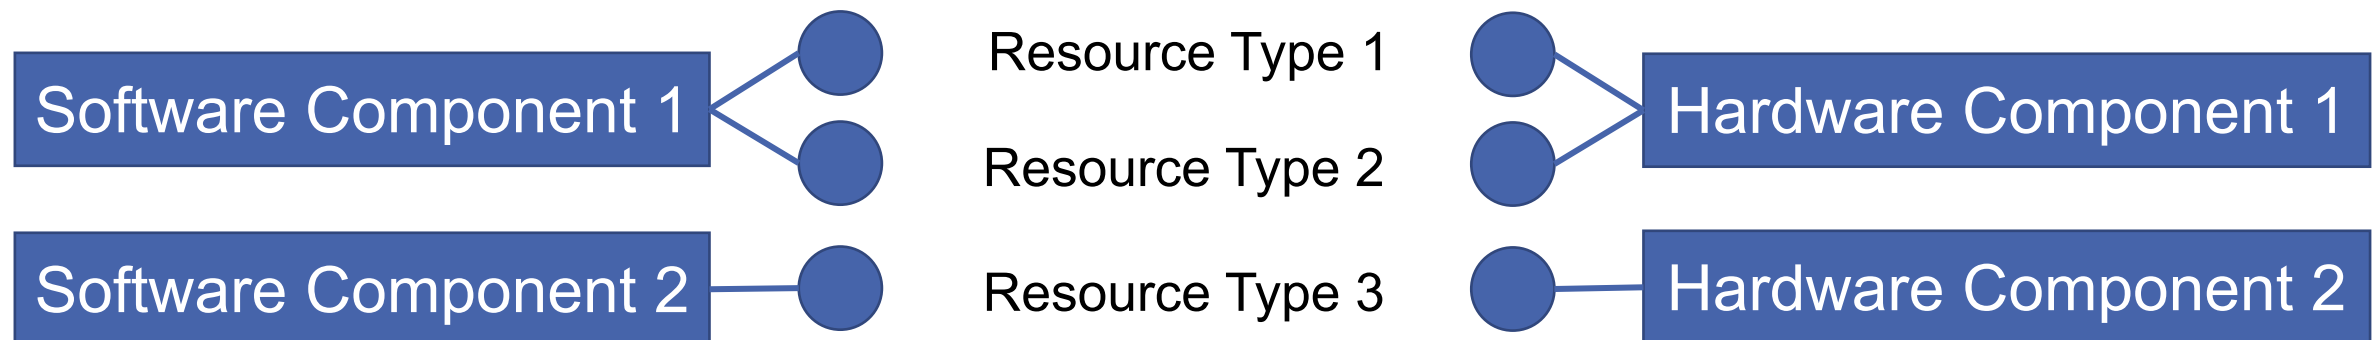 Resource Type 1
Software Component 1
Hardware Component 1
Resource Type 2
Software Component 2
Resource Type 3
Hardware Component 2